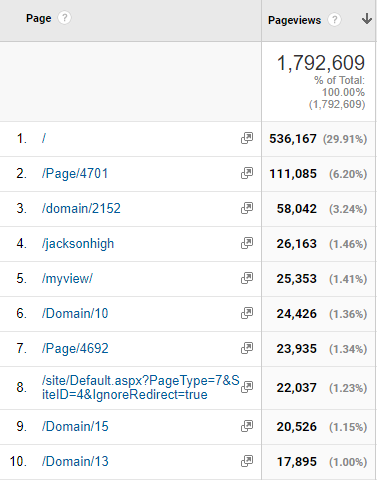 Page ? Pageviews ?
1,792,609
% of Total:
100.00%
(1,792,609)
1. / 536,167 (29.91%)
2. /Page/4701 111,085 (6.20%)
3. /domain/2152 58,042 (3.24%)
4. /jacksonhigh 26,163 (1.46%)
5. /myview/ 25,353 (1.41%)
6. /Domain/10 24,426 (1.36%)
7. /Page/4692 23,935 (1.34%)
8. /site/Default.aspx?PageType=7&S
iteID=4&IgnoreRedirect=true 22,037 (1.23%)
9. /Domain/15 20,526 (1.15%)
10. /Domain/13 17,895 (1.00%)